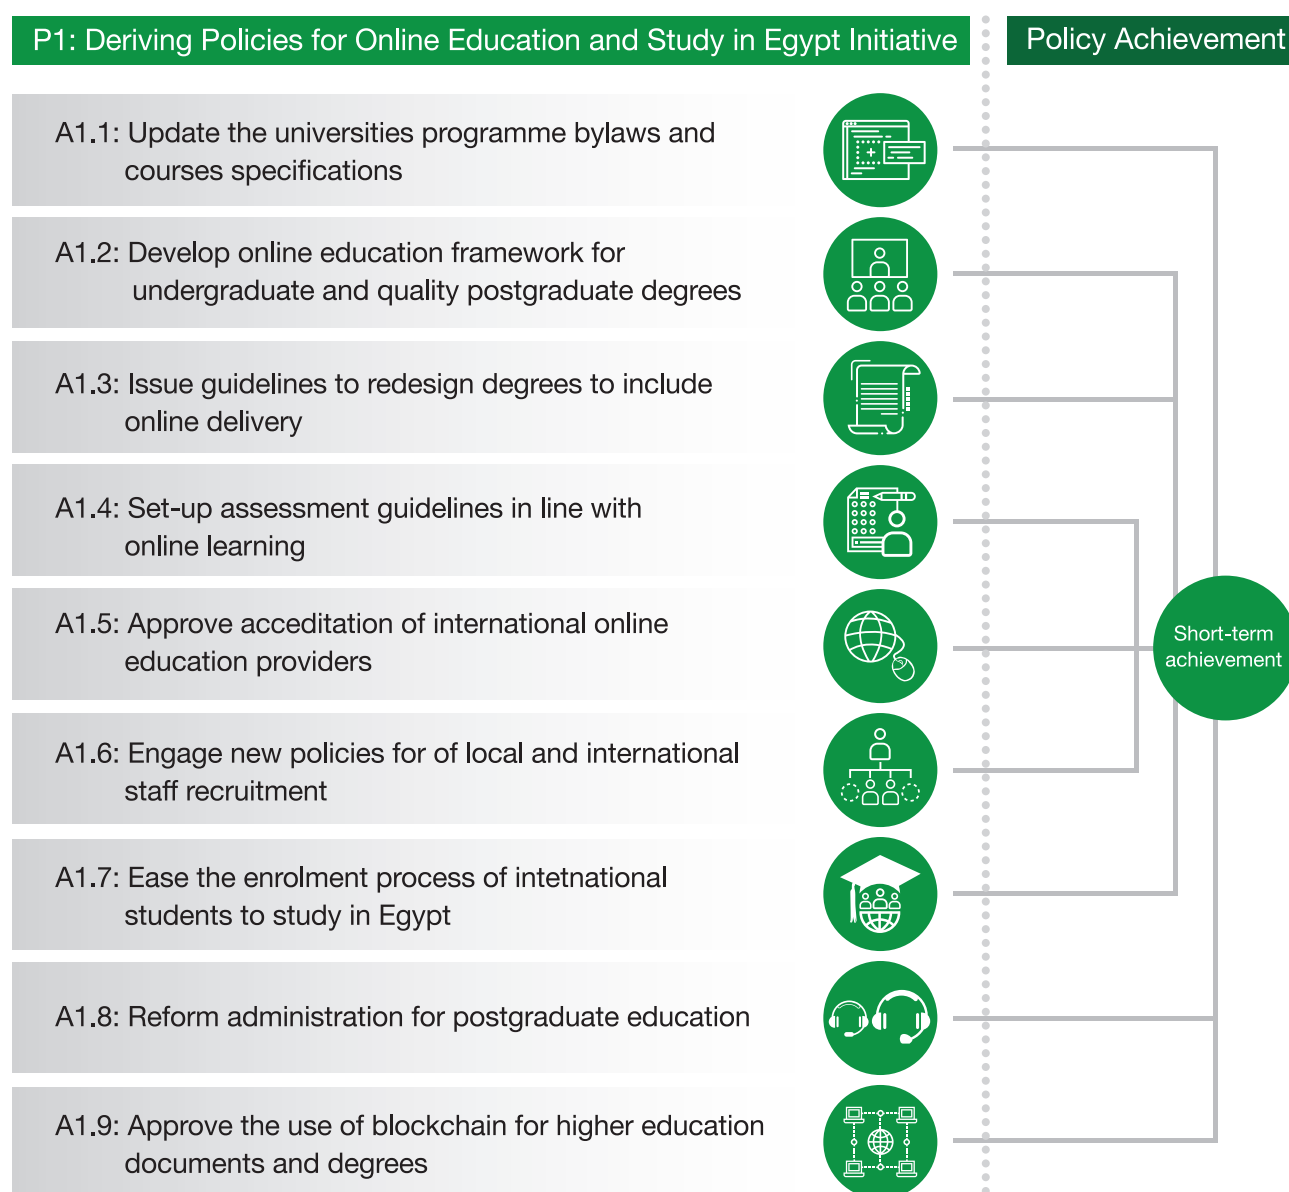 P1: Deriving Policies for Online Education and Study in Egypt Initiative
Policy Achievement
A1.1: Update the universities programme bylaws and
courses specifications
A1.2: Develop online education framework for
undergraduate and quality postgraduate degrees
A1.3: Issue guidelines to redesign degrees to include
online delivery
A1.4: Set-up assessment guidelines in line with
online learning
A1.5: Approve acceditation of international online
education providers
A1.6: Engage new policies for of local and international
staff recruitment
A1.7: Ease the enrolment process of intetnational
students to study in Egypt
A1.8: Reform administration for postgraduate education
A1.9: Approve the use of blockchain for higher education
documents and degrees
Short-term
achievement